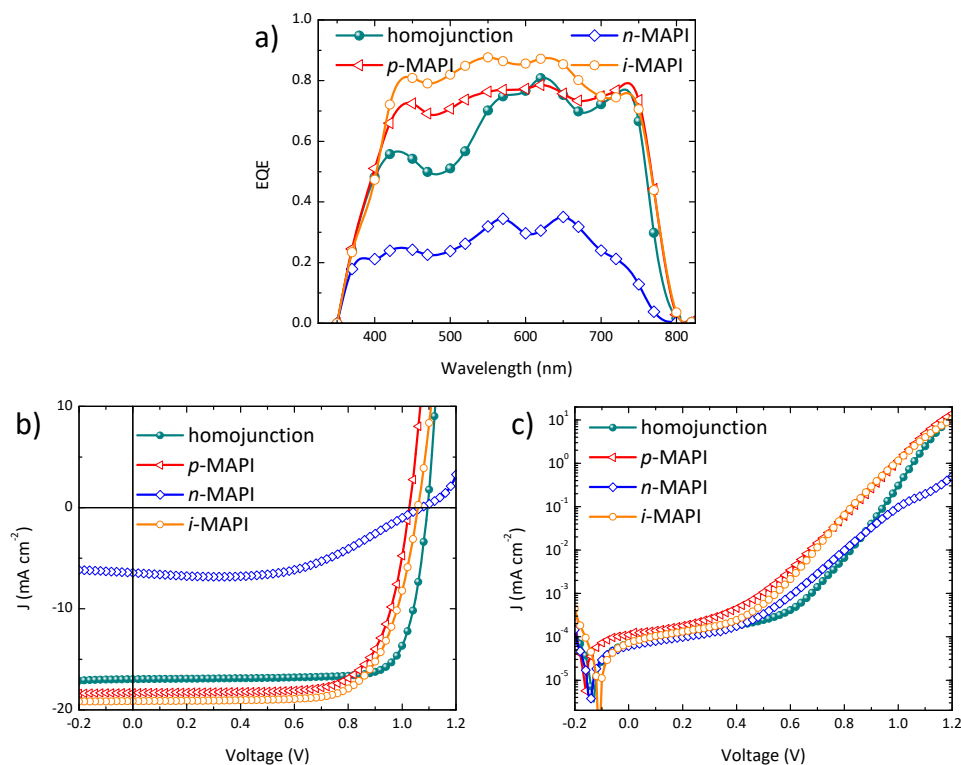 a)
homojunction
n-MAPI
p-MAPI
i-MAPI
EQE
1.0
0.8
0.6
0.4
0.2
0.0
400 500 600 700 800
Wavelength (nm)
b)
homojunction
p-MAPI
n-MAPI
i-MAPI
J (mA cm-2)
10
0
-10
-20
-0.2 0.0 0.2 0.4 0.6 0.8 1.0 1.2
Voltage (V)
c)
homojunction
p-MAPI
n-MAPI
i-MAPI
J (mA cm-2)
10^1
10^0
10^-1
10^-2
10^-3
10^-4
10^-5
-0.2 0.0 0.2 0.4 0.6 0.8 1.0 1.2
Voltage (V)